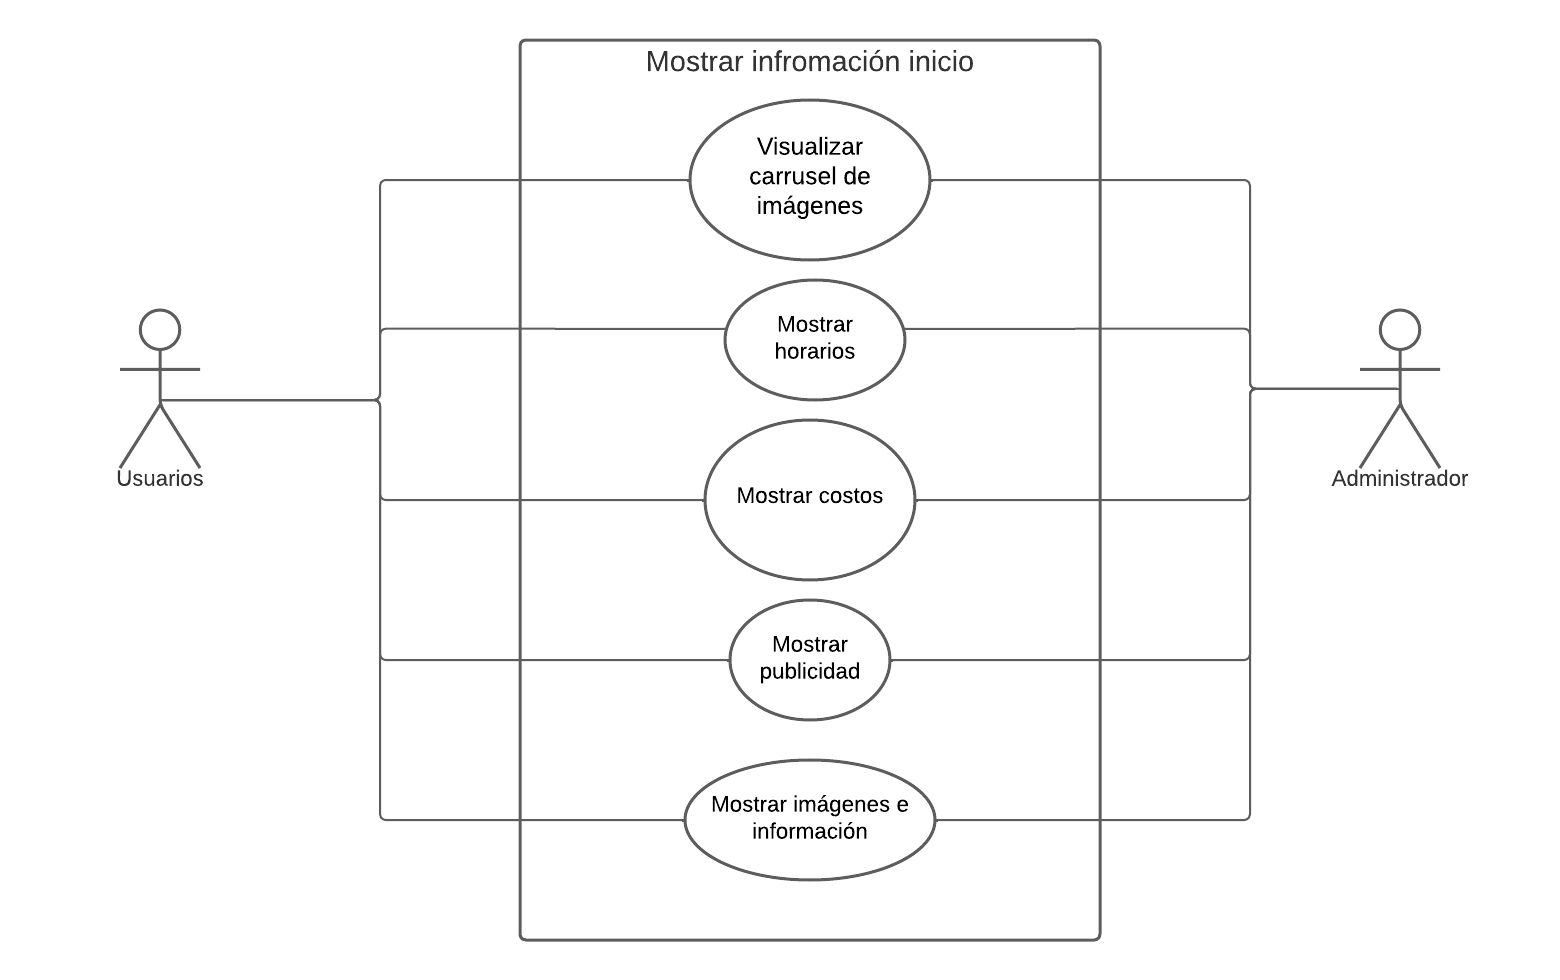 Mostrar infromación inicio
Visualizar
carrusel de
imágenes
Mostrar
horarios
Usuarios
Administrador
Mostrar costos
Mostrar
publicidad
Mostrar imágenes e
información